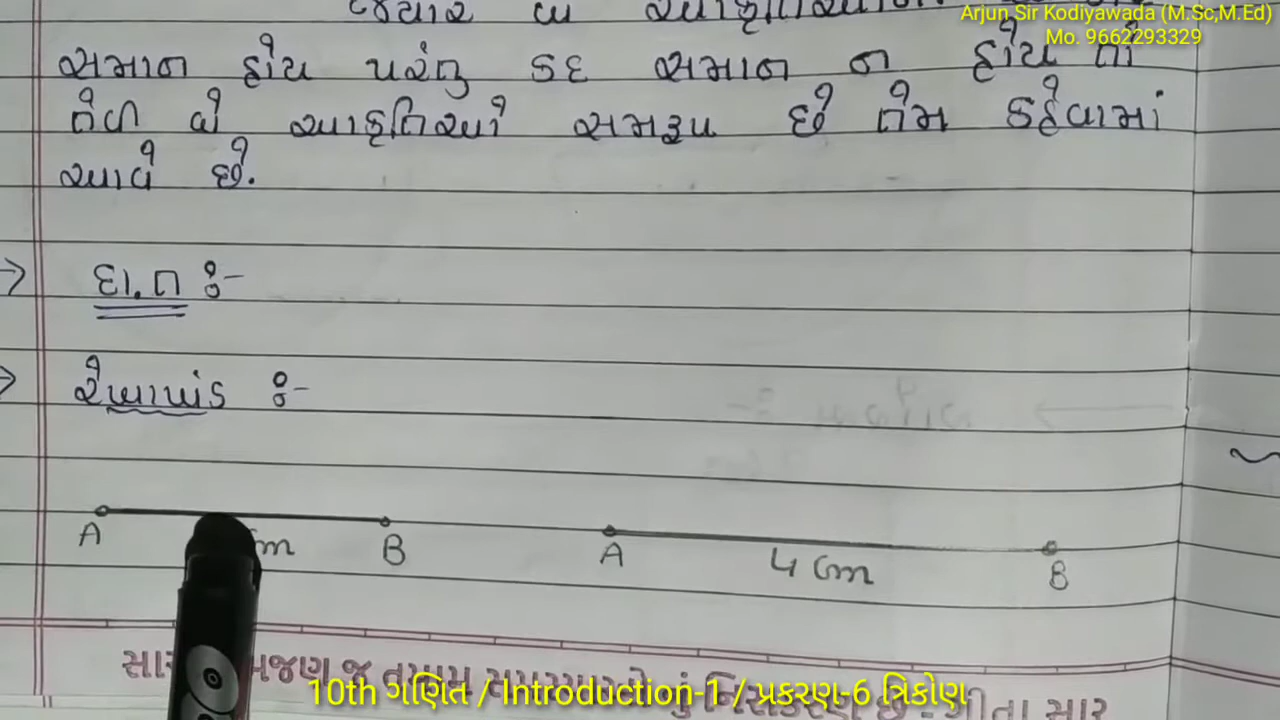 Arjun Sir Kodiyawada (M.Sc,M.Ed)
Mo. 9662293329
જ્યારે
સમાન હોય પરંતુ કદ સમાન ન હોય તો
તેવી બે આકૃતિઓ સમરૂપ છે તેમ કહેવામાં
આવે છે.
→ દા.ત :-
→ રેખાખંડ :-
A cm B A 4 cm B
10th ગણિત / Introduction-1 / પ્રકરણ-6 ત્રિકોણ